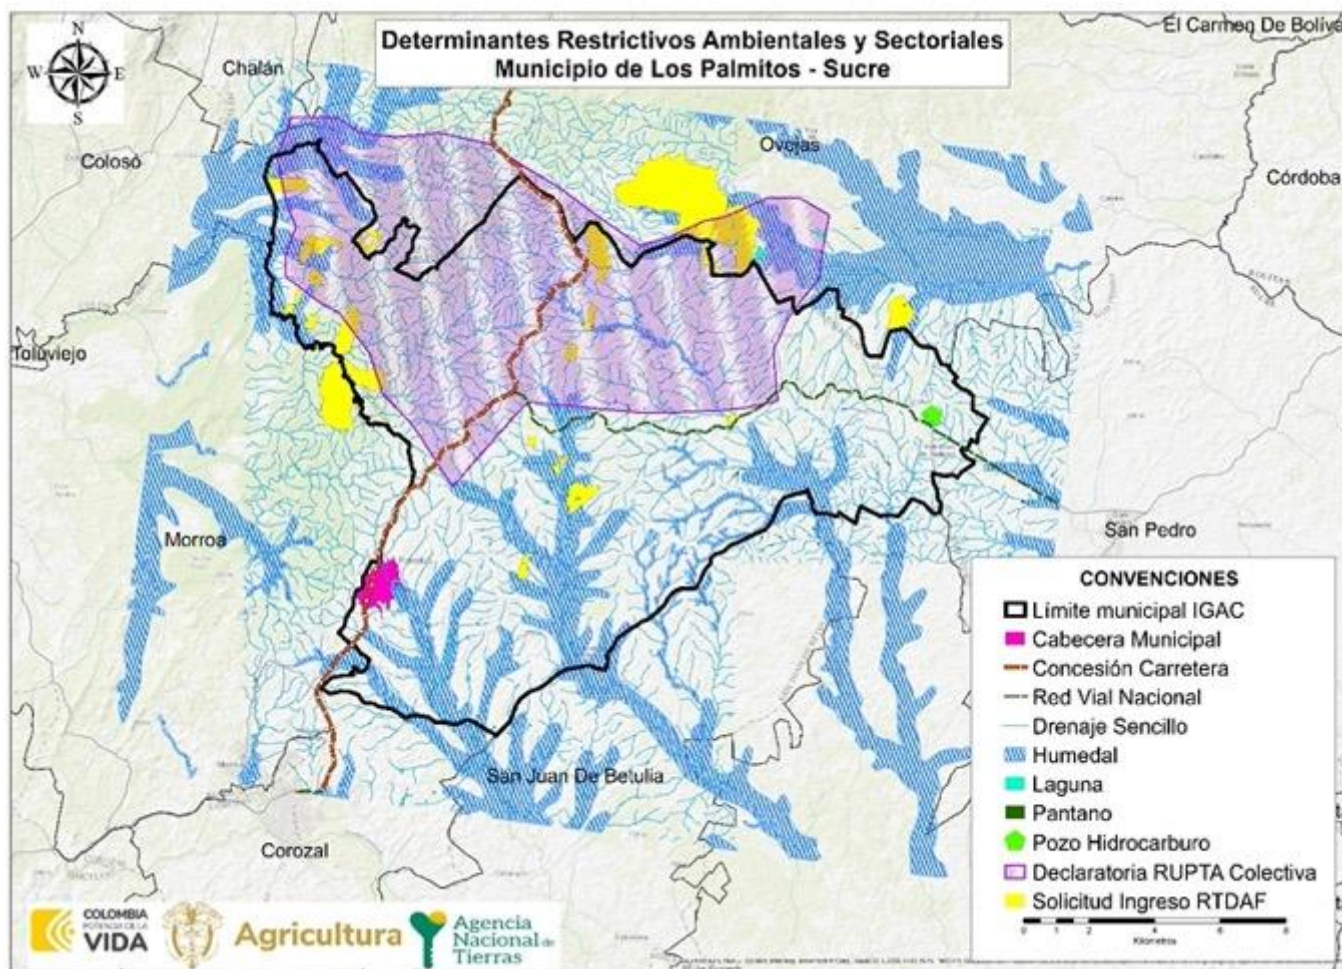 Determinantes Restrictivos Ambientales y Sectoriales
Municipio de Los Palmitos - Sucre
N
W
E
S
El Carmen De Bolíva
Chalán
Colosó
Ovejas
Córdoba
Toluviejo
Morroa
San Pedro
San Juan De Betulia
Corozal
CONVENCIONES
Límite municipal IGAC
Cabecera Municipal
Concesión Carretera
Red Vial Nacional
Drenaje Sencillo
Humedal
Laguna
Pantano
Pozo Hidrocarburo
Declaratoria RUPTA Colectiva
Solicitud Ingreso RTDAF
0 1 2 4 6 8
Kilometros
COLOMBIA
POTENCIA DE LA
VIDA
Agricultura
Agencia
Nacional de
Tierras